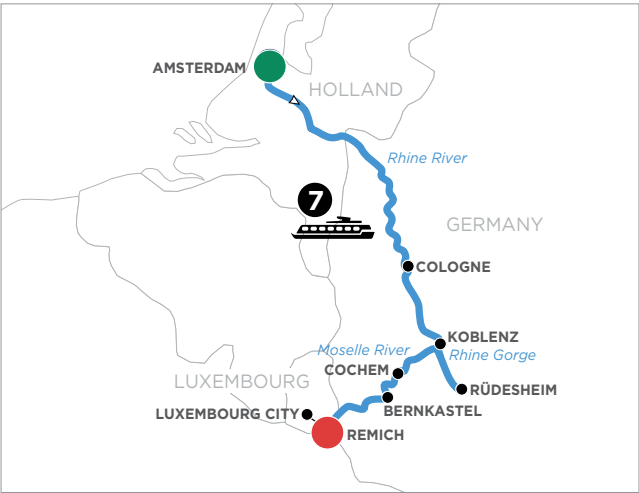 AMSTERDAM
HOLLAND
Rhine River
7
GERMANY
COLOGNE
KOBLENZ
Moselle River
Rhine Gorge
COCHEM
LUXEMBOURG
RÜDESHEIM
BERNKASTEL
LUXEMBOURG CITY
REMICH